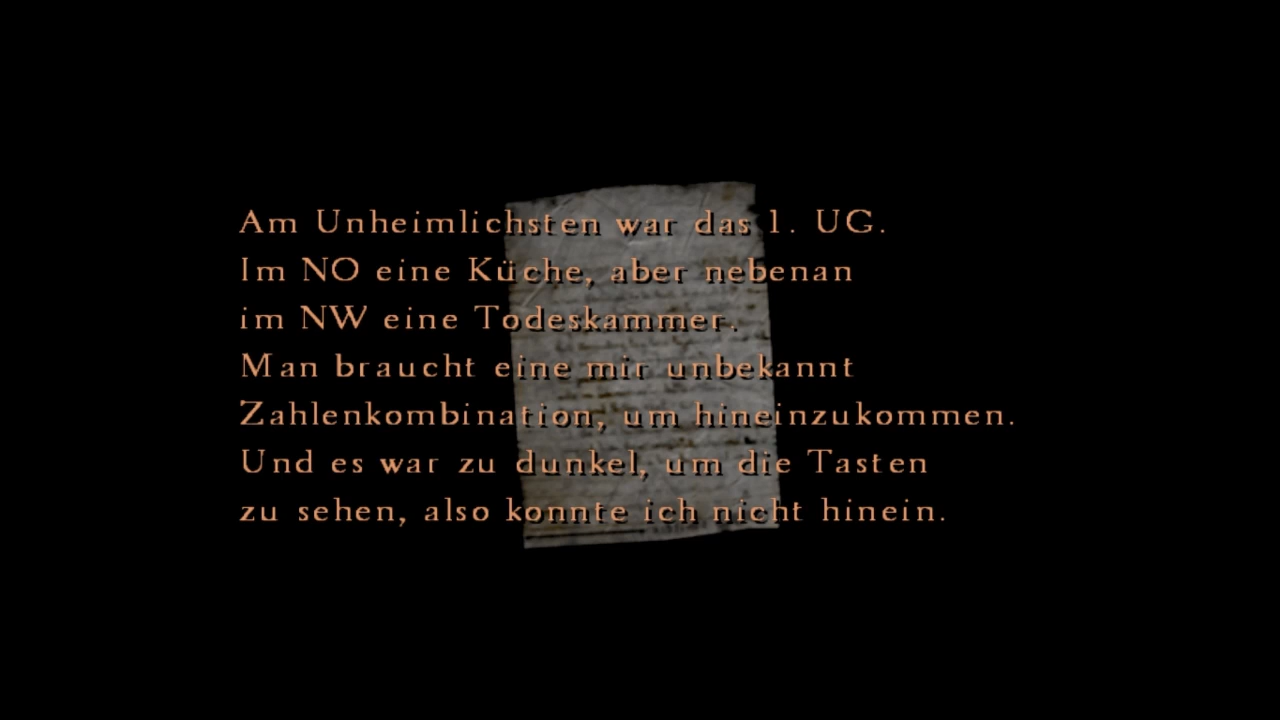 Am Unheimlichsten war das 1. UG.
Im NO eine Küche, aber nebenan
im NW eine Todeskammer.
Man braucht eine mir unbekannt
Zahlenkombination, um hineinzukommen.
Und es war zu dunkel, um die Tasten
zu sehen, also konnte ich nicht hinein.